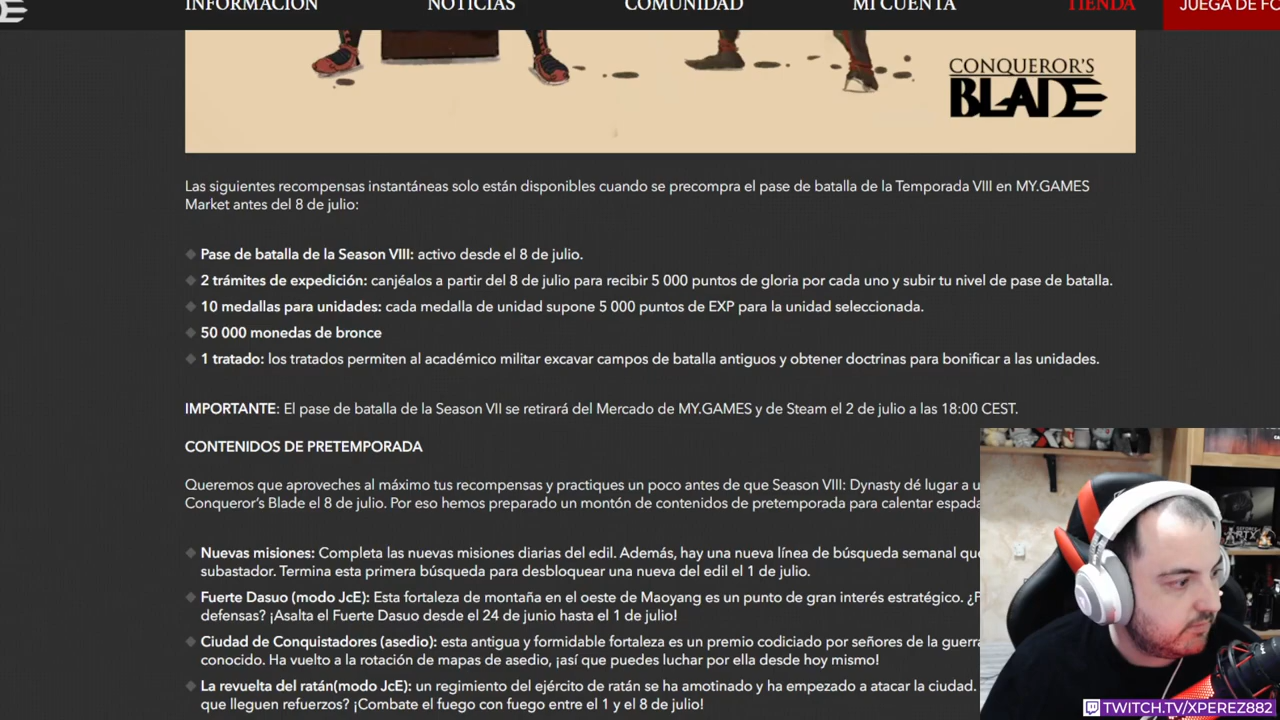 INFORMACIÓN NOTICIAS COMUNIDAD MI CUENTA TIENDA JUEGA DE FO
CONQUEROR'S
BLADE
Las siguientes recompensas instantáneas solo están disponibles cuando se precompra el pase de batalla de la Temporada VIII en MY.GAMES
Market antes del 8 de julio:
Pase de batalla de la Season VIII: activo desde el 8 de julio.
2 trámites de expedición: canjéalos a partir del 8 de julio para recibir 5 000 puntos de gloria por cada uno y subir tu nivel de pase de batalla.
10 medallas para unidades: cada medalla de unidad supone 5 000 puntos de EXP para la unidad seleccionada.
50 000 monedas de bronce
1 tratado: los tratados permiten al académico militar excavar campos de batalla antiguos y obtener doctrinas para bonificar a las unidades.
IMPORTANTE: El pase de batalla de la Season VII se retirará del Mercado de MY.GAMES y de Steam el 2 de julio a las 18:00 CEST.
CONTENIDOS DE PRETEMPORADA
Queremos que aproveches al máximo tus recompensas y practiques un poco antes de que Season VIII: Dynasty dé lugar a u
Conqueror's Blade el 8 de julio. Por eso hemos preparado un montón de contenidos de pretemporada para calentar espada
Nuevas misiones: Completa las nuevas misiones diarias del edil. Además, hay una nueva línea de búsqueda semanal que
subastador. Termina esta primera búsqueda para desbloquear una nueva del edil el 1 de julio.
Fuerte Dasuo (modo JcE): Esta fortaleza de montaña en el oeste de Maoyang es un punto de gran interés estratégico.
defensas? ¡Asalta el Fuerte Dasuo desde el 24 de junio hasta el 1 de julio!
Ciudad de Conquistadores (asedio): esta antigua y formidable fortaleza es un premio codiciado por señores de la guerra
conocido. Ha vuelto a la rotación de mapas de asedio, ¡así que puedes luchar por ella desde hoy mismo!
La revuelta del ratán(modo JcE): un regimiento del ejército de ratán se ha amotinado y ha empezado a atacar la ciudad.
que lleguen refuerzos? ¡Combate el fuego con fuego entre el 1 y el 8 de julio!
TWITCH.TV/XPEREZ882